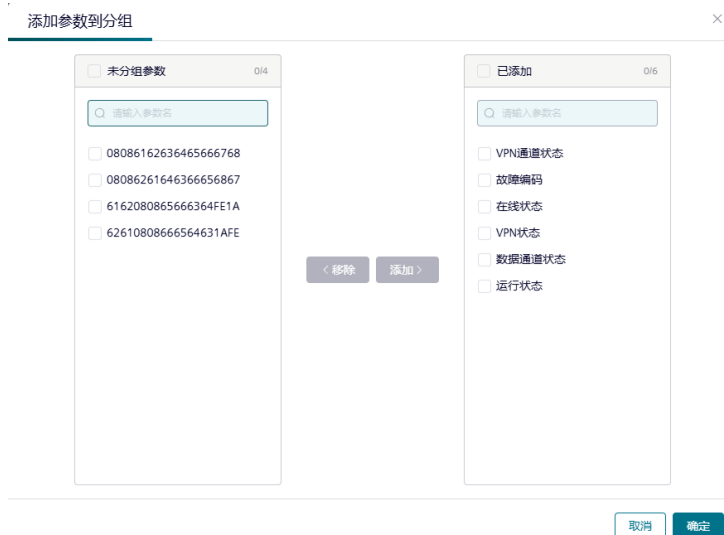 添加参数到分组
未分组参数 0/4
请输入参数名
08086162636465666768
08086261646366656867
6162080865666364FE1A
62610808666564631AFE
< 移除 添加 >
已添加 0/6
请输入参数名
VPN通道状态
故障编码
在线状态
VPN状态
数据通道状态
运行状态
取消 确定